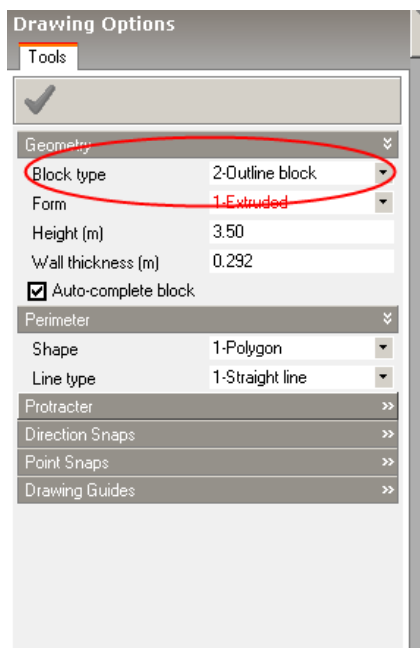 Drawing Options
Tools
Geometry
Block type 2-Outline block
Form 1-Extruded
Height (m) 3.50
Wall thickness (m) 0.292
Auto-complete block
Perimeter
Shape 1-Polygon
Line type 1-Straight line
Protracter
Direction Snaps
Point Snaps
Drawing Guides